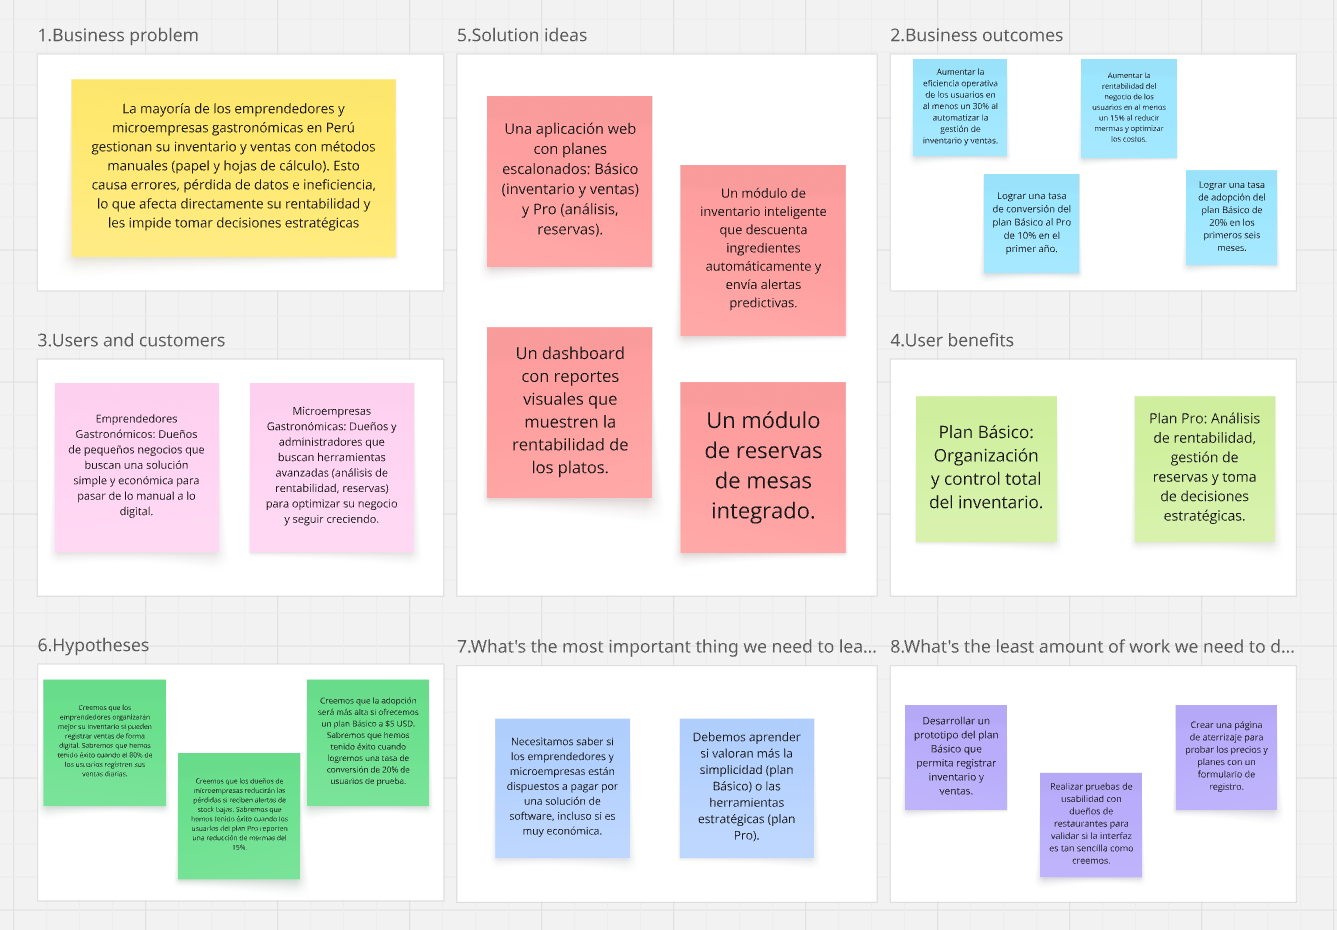 1.Business problem
La mayoría de los emprendedores y
microempresas gastronómicas en Perú
gestionan su inventario y ventas con métodos
manuales (papel y hojas de cálculo). Esto
causa errores, pérdida de datos e ineficiencia,
lo que afecta directamente su rentabilidad y
les impide tomar decisiones estratégicas
5.Solution ideas
Una aplicación web
con planes
escalonados: Básico
(inventario y ventas)
y Pro (análisis,
reservas).
Un módulo de
inventario inteligente
que descuenta
ingredientes
automáticamente y
envía alertas
predictivas.
Un dashboard
con reportes
visuales que
muestren la
rentabilidad de
los platos.
Un módulo
de reservas
de mesas
integrado.
2.Business outcomes
Aumentar la
eficiencia operativa
de los usuarios en
al menos un 30% al
automatizar la
gestión de
inventario y ventas.
Aumentar la
rentabilidad del
negotio de los
usuarios en al menos
un 15% al reducir
mermas y optimizar
los costos.
Lograr una tasa de
conversión del
plan Básico al Pro
de 10% en el
primer año.
Lograr una tasa
de adopción del
plan Básico de
20% en los
primeros seis
meses.
3.Users and customers
Emprendedores
Gastronómicos: Dueños
de pequeños negocios que
buscan una solución
simple y económica para
pasar de lo manual a lo
digital.
Microempresas
Gastronómicas: Dueños y
administradores que
buscan herramientas
avanzadas (análisis de
rentabilidad, reservas)
para optimizar su negocio
y seguir creciendo.
4.User benefits
Plan Básico:
Organización
y control total
del inventario.
Plan Pro: Análisis
de rentabilidad,
gestión de
reservas y toma
de decisiones
estratégicas.
6.Hypotheses
Creemos que los
emprendedores organizarán
mejor su inventario si pueden
registrar ventas de forma
digital. Sabremos que hemos
tenido éxito cuando el 80% de
los usuarios registren sus
ventas diarias.
Creemos que los dueños de
microempresas reducirán las
pérdidas si reciben alertas de
stock bajas. Sabremos que
hemos tenido éxito cuando los
usuarios del plan Pro reporten
una reducción de mermas del
15%.
Creemos que la adopción
será más alta si ofrecemos
un plan Básico a $5 USD.
Sabremos que hemos
tenido éxito cuando
logremos una tasa de
conversión de 20% de
usuarios de prueba.
7.What's the most important thing we need to lea...
Necesitamos saber si
los emprendedores y
microempresas están
dispuestos a pagar por
una solución de
software, incluso si es
muy económica.
Debemos aprender
si valoran más la
simplicidad (plan
Básico) o las
herramientas
estratégicas (plan
Pro).
8.What's the least amount of work we need to d...
Desarrollar un
prototipo del plan
Básico que
permita registrar
inventario y
ventas.
Realizar pruebas de
usabilidad con
dueños de
restaurantes para
validar si la interfaz
es tan sencilla como
creemos.
Crear una página
de aterrizaje para
probar los precios y
planes con un
formulario de
registro.